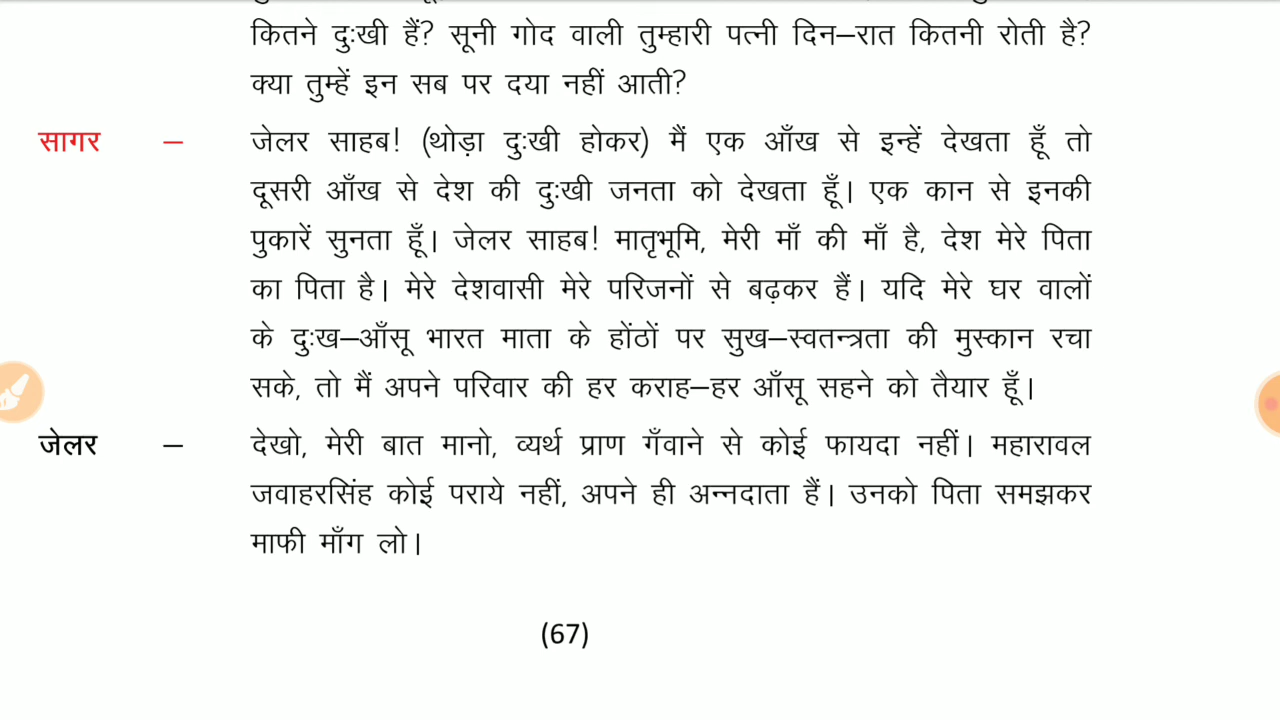 कितने दुःखी हैं? सूनी गोद वाली तुम्हारी पत्नी दिन–रात कितनी रोती है?
क्या तुम्हें इन सब पर दया नहीं आती?
सागर – जेलर साहब! (थोड़ा दुःखी होकर) मैं एक आँख से इन्हें देखता हूँ तो
दूसरी आँख से देश की दुःखी जनता को देखता हूँ। एक कान से इनकी
पुकारें सुनता हूँ। जेलर साहब! मातृभूमि, मेरी माँ की माँ है, देश मेरे पिता
का पिता है। मेरे देशवासी मेरे परिजनों से बढ़कर हैं। यदि मेरे घर वालों
के दुःख–आँसू भारत माता के होंठों पर सुख–स्वतन्त्रता की मुस्कान रचा
सके, तो मैं अपने परिवार की हर कराह–हर आँसू सहने को तैयार हूँ।
जेलर – देखो, मेरी बात मानो, व्यर्थ प्राण गँवाने से कोई फायदा नहीं। महारावल
जवाहरसिंह कोई पराये नहीं, अपने ही अन्नदाता हैं। उनको पिता समझकर
माफी माँग लो।
(67)